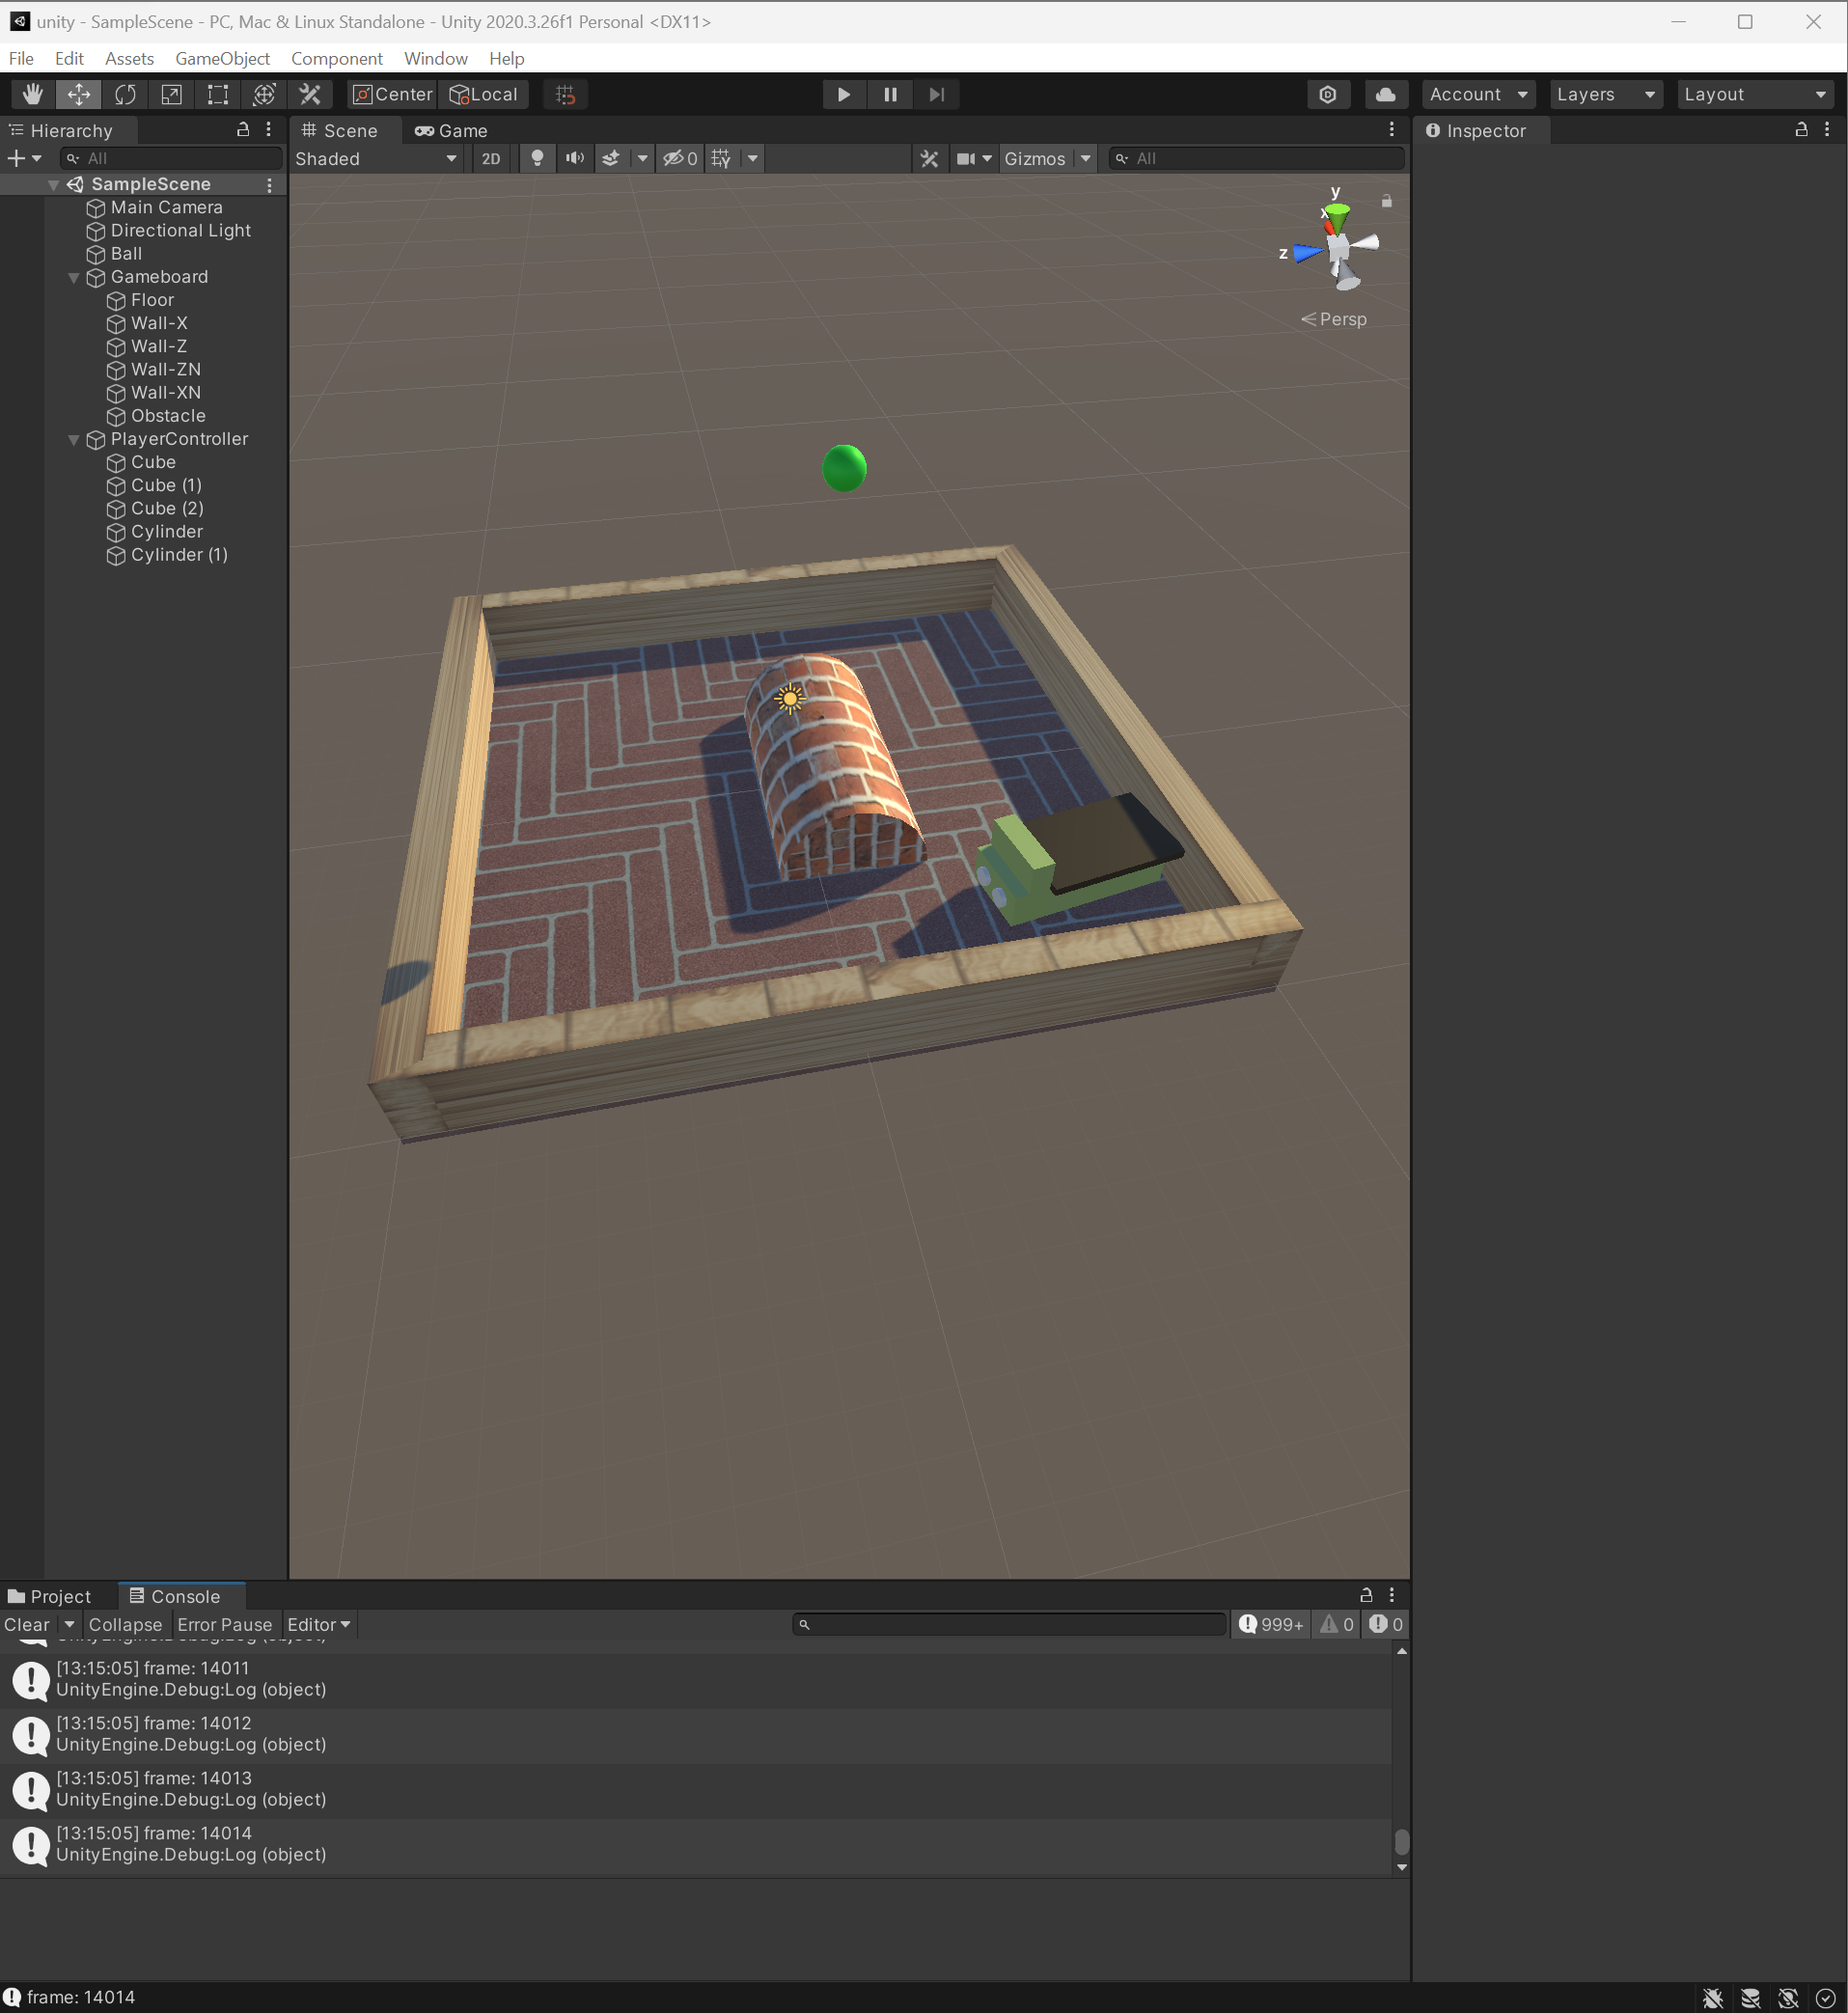 unity - SampleScene - PC, Mac & Linux Standalone - Unity 2020.3.26f1 Personal <DX11>
File Edit Assets GameObject Component Window Help
Center Local Account Layers Layout
Hierarchy
Scene Game
Inspector
All
Shaded 2D 0 Gizmos All
SampleScene
Main Camera
Directional Light
Ball
Gameboard
Floor
Wall-X
Wall-Z
Wall-ZN
Wall-XN
Obstacle
PlayerController
Cube
Cube (1)
Cube (2)
Cylinder
Cylinder (1)
y
x
z
Persp
Project Console
Clear Collapse Error Pause Editor 999+ 0 0
UnityEngine.Debug:Log (object)
[13:15:05] frame: 14011
UnityEngine.Debug:Log (object)
[13:15:05] frame: 14012
UnityEngine.Debug:Log (object)
[13:15:05] frame: 14013
UnityEngine.Debug:Log (object)
[13:15:05] frame: 14014
UnityEngine.Debug:Log (object)
frame: 14014